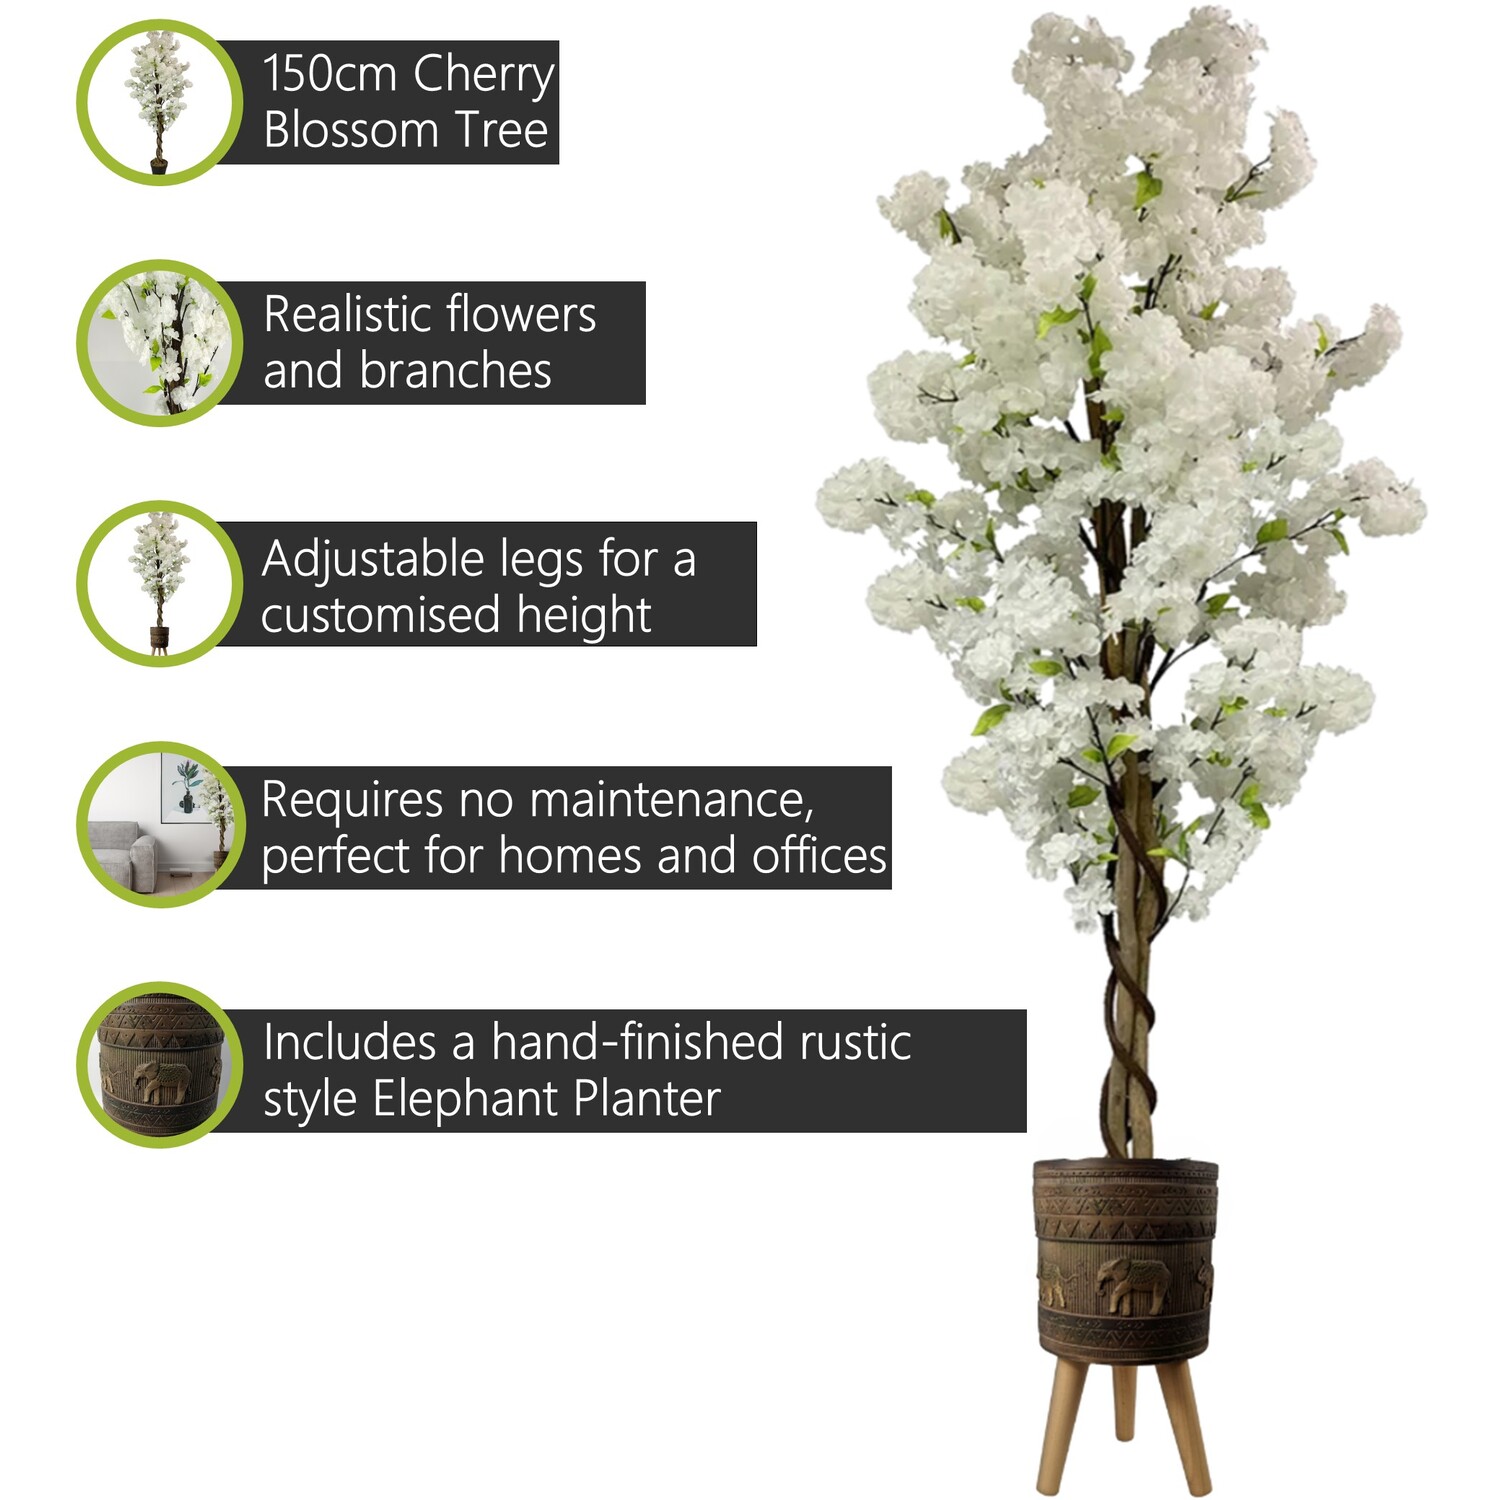 150cm Cherry
Blossom Tree
Realistic flowers
and branches
Adjustable legs for a
customised height
Requires no maintenance,
perfect for homes and offices
Includes a hand-finished rustic
style Elephant Planter